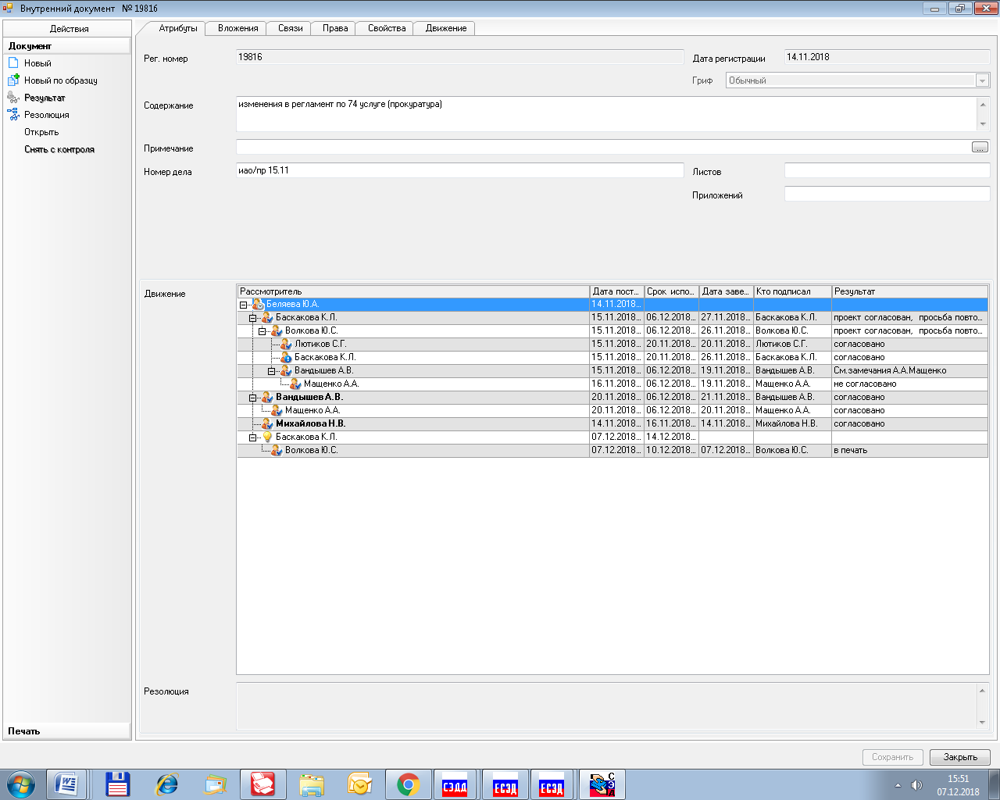 Внутренний документ № 19816
Действия
Документ
Новый
Новый по образцу
Результат
Резолюция
Открыть
Снять с контроля
Печать
Атрибуты Вложения Связи Права Свойства Движение
Рег. номер 19816 Дата регистрации 14.11.2018
Гриф Обычный
Содержание изменения в регламент по 74 услуге (прокуратура)
Примечание ...
Номер дела иао/пр 15.11 Листов
Приложений
Движение
Рассмотритель Дата пост... Срок испо... Дата заве... Кто подписал Результат
Беляева Ю.А. 14.11.2018...
Баскакова К.Л. 15.11.2018... 06.12.2018... 27.11.2018... Баскакова К.Л. проект согласован, просьба повто...
Волкова Ю.С. 15.11.2018... 06.12.2018... 26.11.2018... Волкова Ю.С. проект согласован, просьба повто...
Лютиков С.Г. 15.11.2018... 20.11.2018... 20.11.2018... Лютиков С.Г. согласовано
Баскакова К.Л. 15.11.2018... 20.11.2018... 26.11.2018... Баскакова К.Л. согласовано
Вандышев А.В. 15.11.2018... 06.12.2018... 19.11.2018... Вандышев А.В. См.замечания А.А.Мащенко
Мащенко А.А. 16.11.2018... 06.12.2018... 19.11.2018... Мащенко А.А. не согласовано
Вандышев А.В. 20.11.2018... 06.12.2018... 21.11.2018... Вандышев А.В. согласовано
Мащенко А.А. 20.11.2018... 06.12.2018... 20.11.2018... Мащенко А.А. согласовано
Михайлова Н.В. 14.11.2018... 16.11.2018... 14.11.2018... Михайлова Н.В. согласовано
Баскакова К.Л. 07.12.2018... 14.12.2018...
Волкова Ю.С. 07.12.2018... 10.12.2018... 07.12.2018... Волкова Ю.С. в печать
Резолюция
Сохранить Закрыть
СЭДД ЕСЭД ЕСЭД СЭД
15:51
07.12.2018